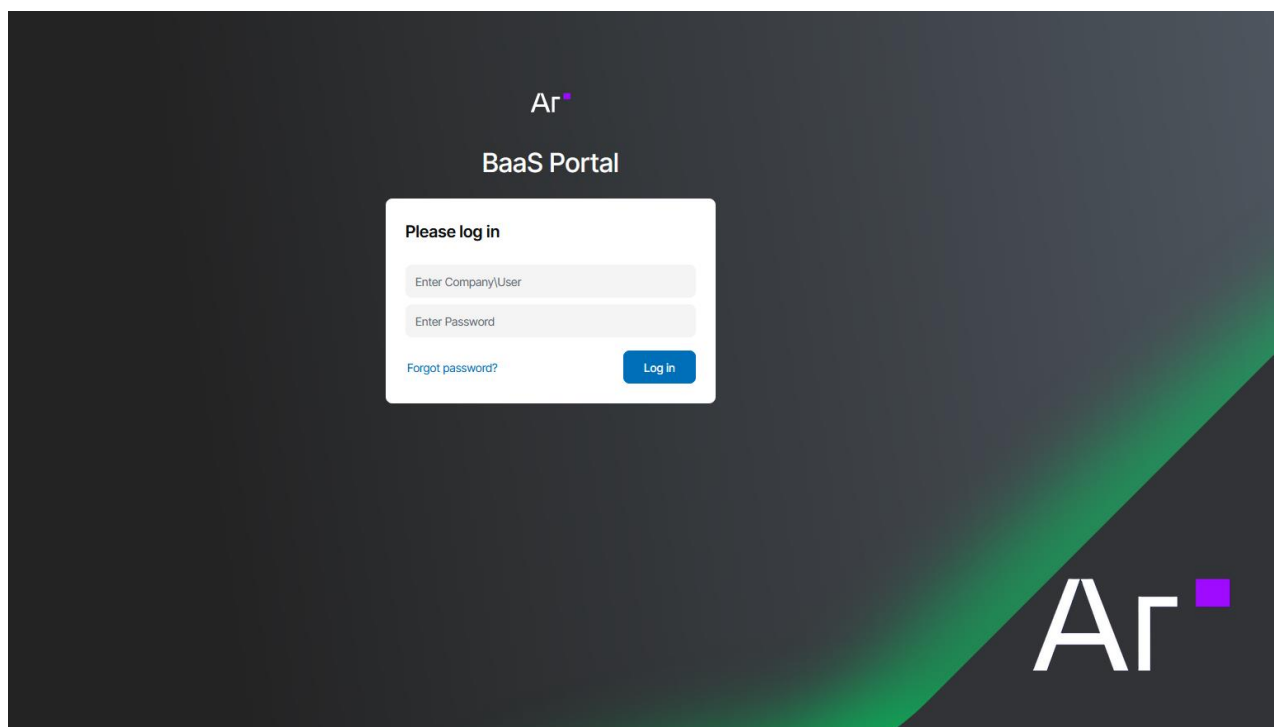 Ar
BaaS Portal
Please log in
Enter Company\User
Enter Password
Forgot password?
Log in
Ar